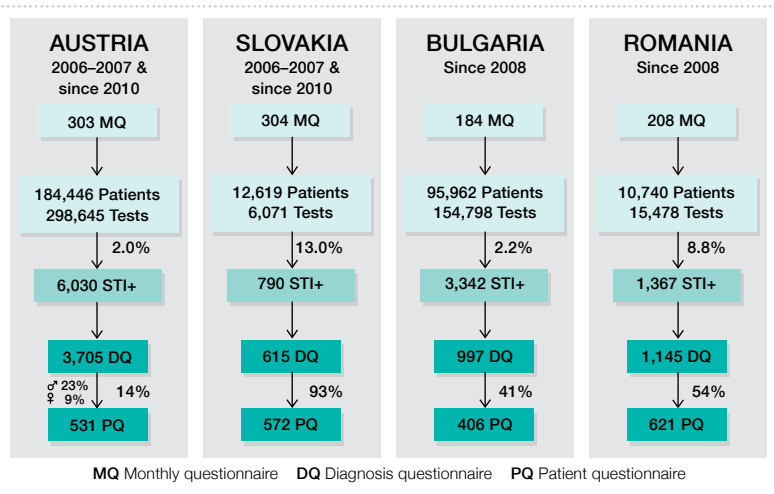 AUSTRIA
2006–2007 &
since 2010
303 MQ
184,446 Patients
298,645 Tests
2.0%
6,030 STI+
3,705 DQ
♂ 23%
♀ 9%
14%
531 PQ
SLOVAKIA
2006–2007 &
since 2010
304 MQ
12,619 Patients
6,071 Tests
13.0%
790 STI+
615 DQ
93%
572 PQ
BULGARIA
Since 2008
184 MQ
95,962 Patients
154,798 Tests
2.2%
3,342 STI+
997 DQ
41%
406 PQ
ROMANIA
Since 2008
208 MQ
10,740 Patients
15,478 Tests
8.8%
1,367 STI+
1,145 DQ
54%
621 PQ
MQ Monthly questionnaire DQ Diagnosis questionnaire PQ Patient questionnaire